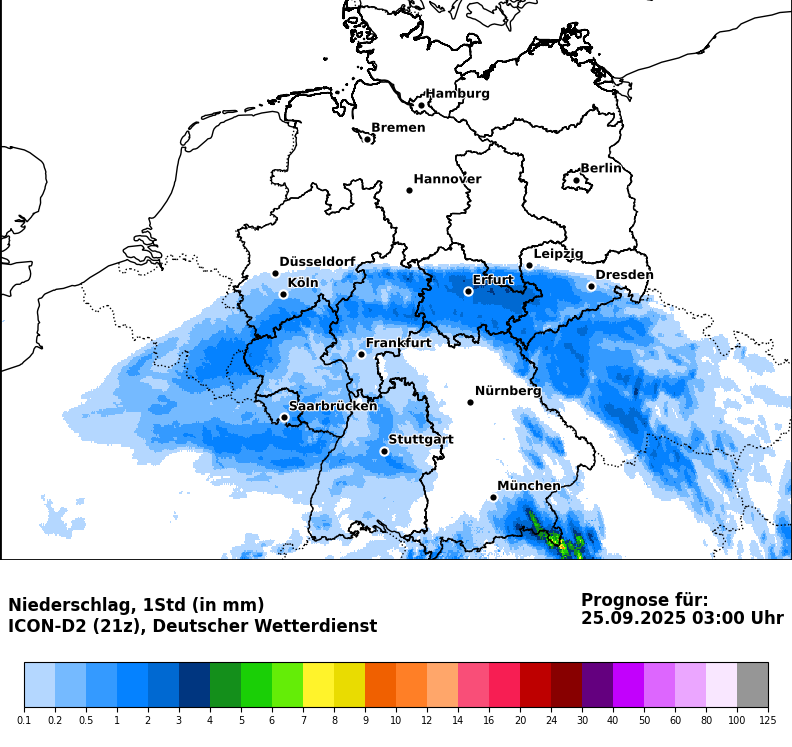 Hamburg
Bremen
Berlin
Hannover
Leipzig
Düsseldorf
Dresden
Köln
Erfurt
Frankfurt
Nürnberg
Saarbrücken
Stuttgart
München
Niederschlag, 1Std (in mm)
ICON-D2 (21z), Deutscher Wetterdienst
Prognose für:
25.09.2025 03:00 Uhr
0.1 0.2 0.5 1 2 3 4 5 6 7 8 9 10 12 14 16 20 24 30 40 50 60 80 100 125